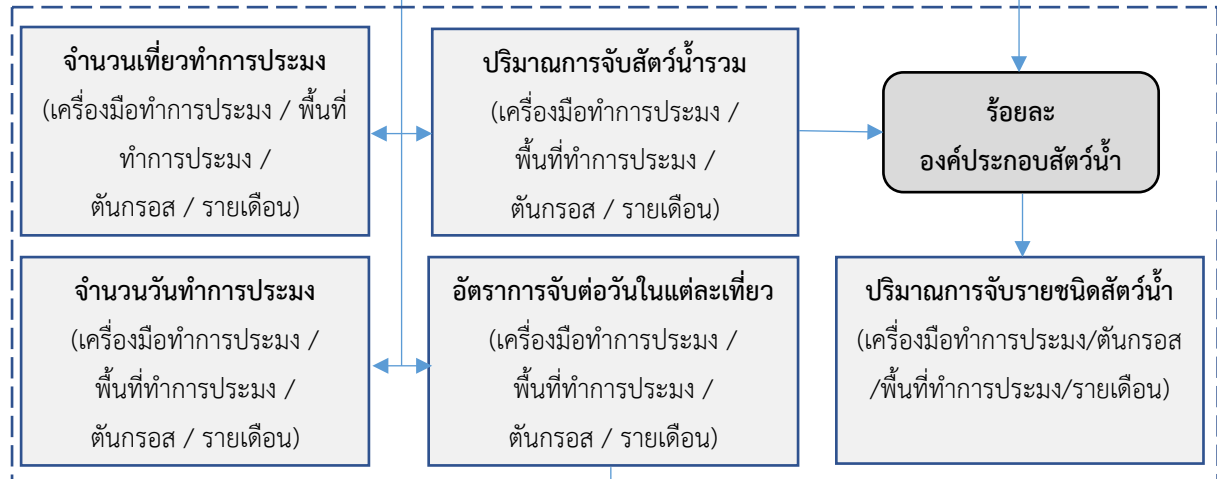 จำนวนเที่ยวทำการประมง
(เครื่องมือทำการประมง / พื้นที่
ทำการประมง /
ตันกรอส / รายเดือน)
ปริมาณการจับสัตว์น้ำรวม
(เครื่องมือทำการประมง /
พื้นที่ทำการประมง /
ตันกรอส / รายเดือน)
ร้อยละ
องค์ประกอบสัตว์น้ำ
จำนวนวันทำการประมง
(เครื่องมือทำการประมง /
พื้นที่ทำการประมง /
ตันกรอส / รายเดือน)
อัตราการจับต่อวันในแต่ละเที่ยว
(เครื่องมือทำการประมง /
พื้นที่ทำการประมง /
ตันกรอส / รายเดือน)
ปริมาณการจับรายชนิดสัตว์น้ำ
(เครื่องมือทำการประมง/ตันกรอส
/พื้นที่ทำการประมง/รายเดือน)